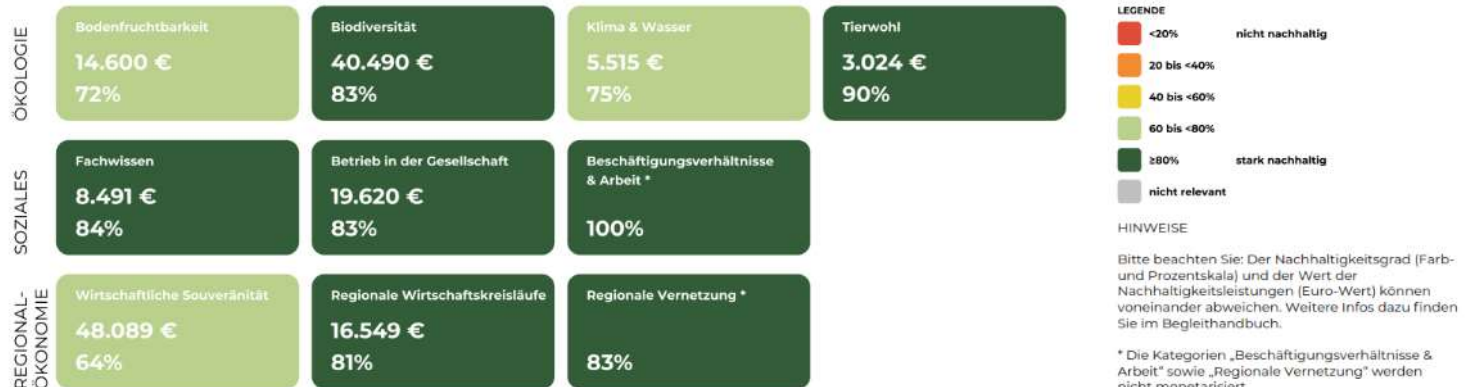 ÖKOLOGIE
Bodenfruchtbarkeit
14.600 €
72%
Biodiversität
40.490 €
83%
Klima & Wasser
5.515 €
75%
Tierwohl
3.024 €
90%
SOZIALES
Fachwissen
8.491 €
84%
Betrieb in der Gesellschaft
19.620 €
83%
Beschäftigungsverhältnisse
& Arbeit *
100%
REGIONAL-
ÖKONOMIE
Wirtschaftliche Souveränität
48.089 €
64%
Regionale Wirtschaftskreisläufe
16.549 €
81%
Regionale Vernetzung *
83%
LEGENDE
<20% nicht nachhaltig
20 bis <40%
40 bis <60%
60 bis <80%
≥80% stark nachhaltig
nicht relevant
HINWEISE
Bitte beachten Sie: Der Nachhaltigkeitsgrad (Farb-
und Prozentskala) und der Wert der
Nachhaltigkeitsleistungen (Euro-Wert) können
voneinander abweichen. Weitere Infos dazu finden
Sie im Begleithandbuch.
* Die Kategorien „Beschäftigungsverhältnisse &
Arbeit" sowie „Regionale Vernetzung" werden
nicht monetarisiert